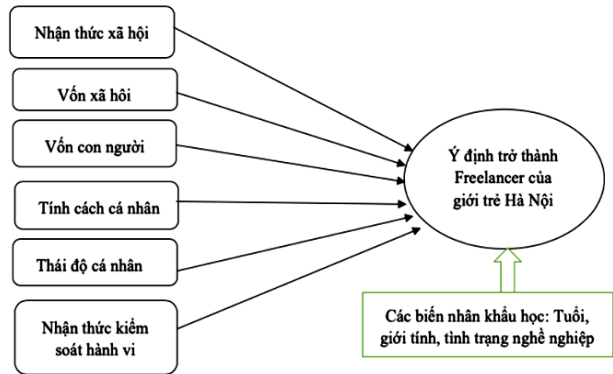 Nhận thức xã hội
Vốn xã hôi
Vốn con người
Tính cách cá nhân
Thái độ cá nhân
Nhận thức kiểm
soát hành vi
Ý định trở thành
Freelancer của
giới trẻ Hà Nội
Các biến nhân khẩu học: Tuổi,
giới tính, tình trạng nghề nghiệp